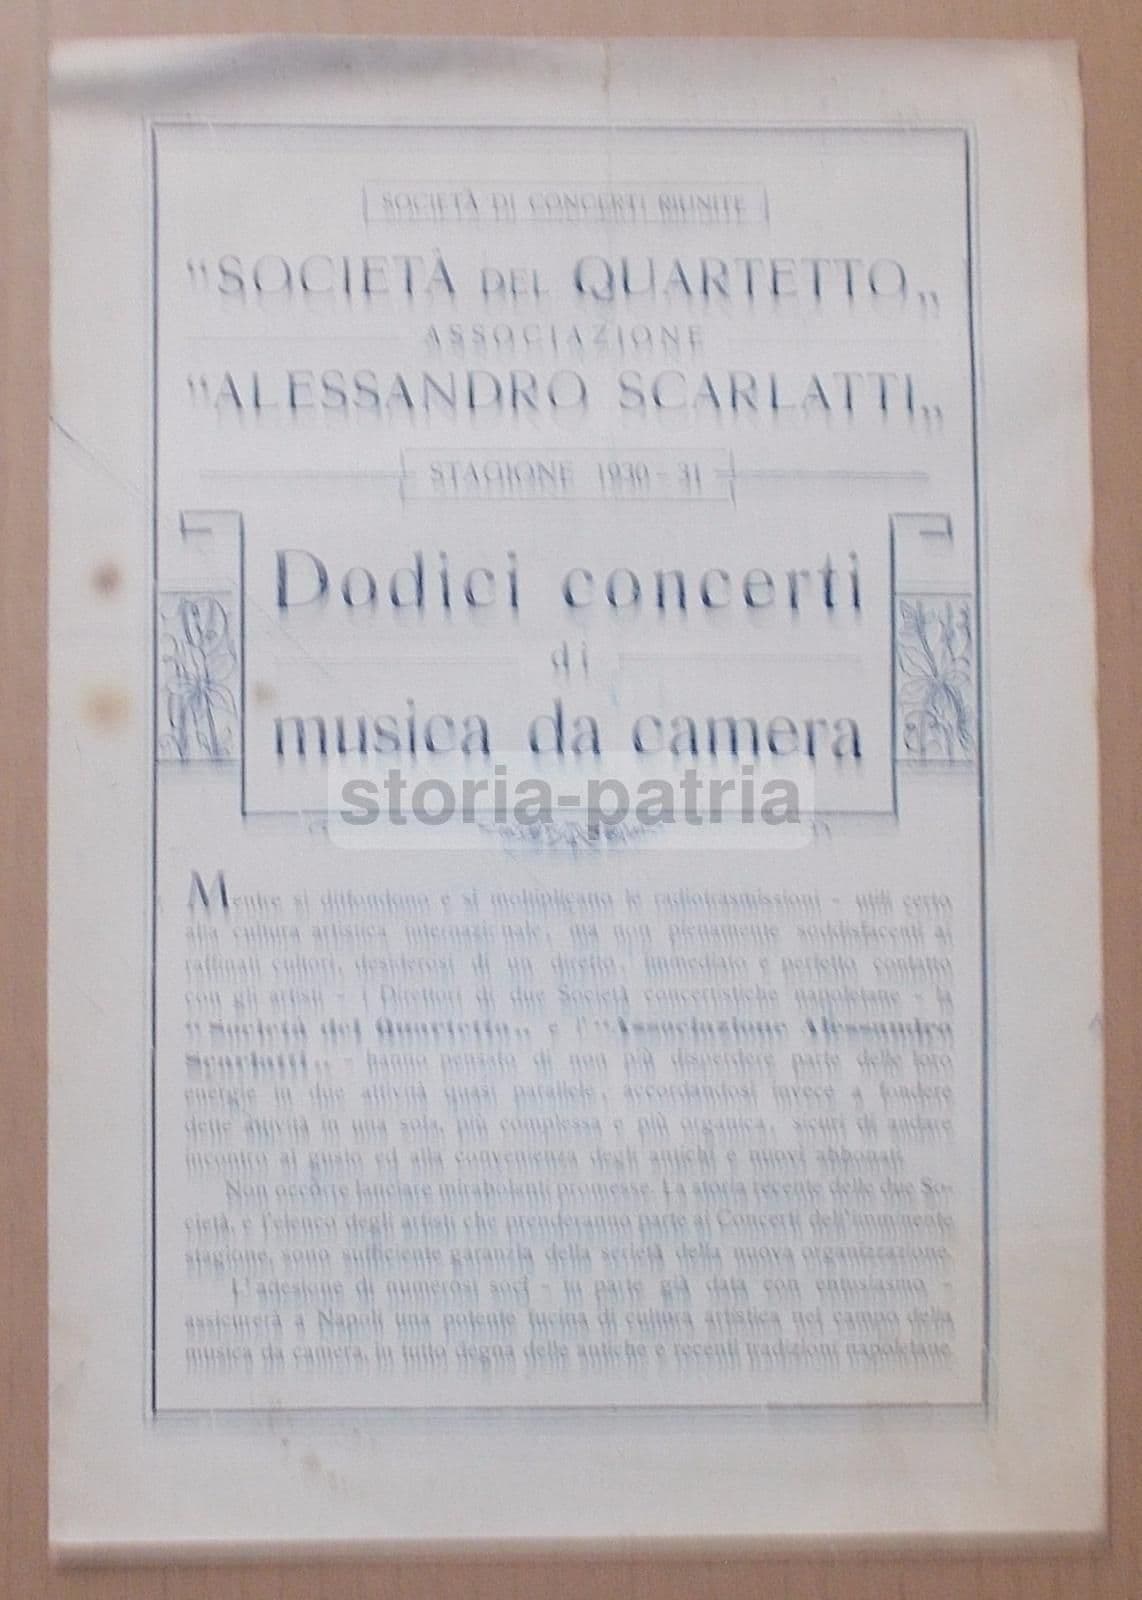 SOCIETÀ DI CONCERTI RIUNITE
"SOCIETÀ DEL QUARTETTO„
ASSOCIAZIONE
"ALESSANDRO SCARLATTI„
STAGIONE 1930 - 31
Dodici concerti
di
musica da camera
storia-patria
Mentre si diffondono e si moltiplicano le radiotrasmissioni - utili certo
alla cultura artistica internazionale, ma non pienamente soddisfacenti ai
raffinati cultori, desiderosi di un diretto, immediato e perfetto contatto
con gli artisti - i Direttori di due Società concertistiche napoletane - la
"Società del Quartetto„ e l'"Associazione Alessandro
Scarlatti„ - hanno pensato di non più disperdere parte delle loro
energie in due attività quasi parallele, accordandosi invece a fondere
dette attività in una sola, più complessa e più organica, sicuri di andare
incontro al gusto ed alla convenienza degli antichi e nuovi abbonati.
Non occorre lanciare mirabolanti promesse. La storia recente delle due So-
cietà, e l'elenco degli artisti che prenderanno parte ai Concerti dell'imminente
stagione, sono sufficiente garanzia della serietà della nuova organizzazione.
L'adesione di numerosi soci - in parte già data con entusiasmo -
assicurerà a Napoli una potente fucina di cultura artistica nel campo della
musica da camera, in tutto degna delle antiche e recenti tradizioni napoletane.